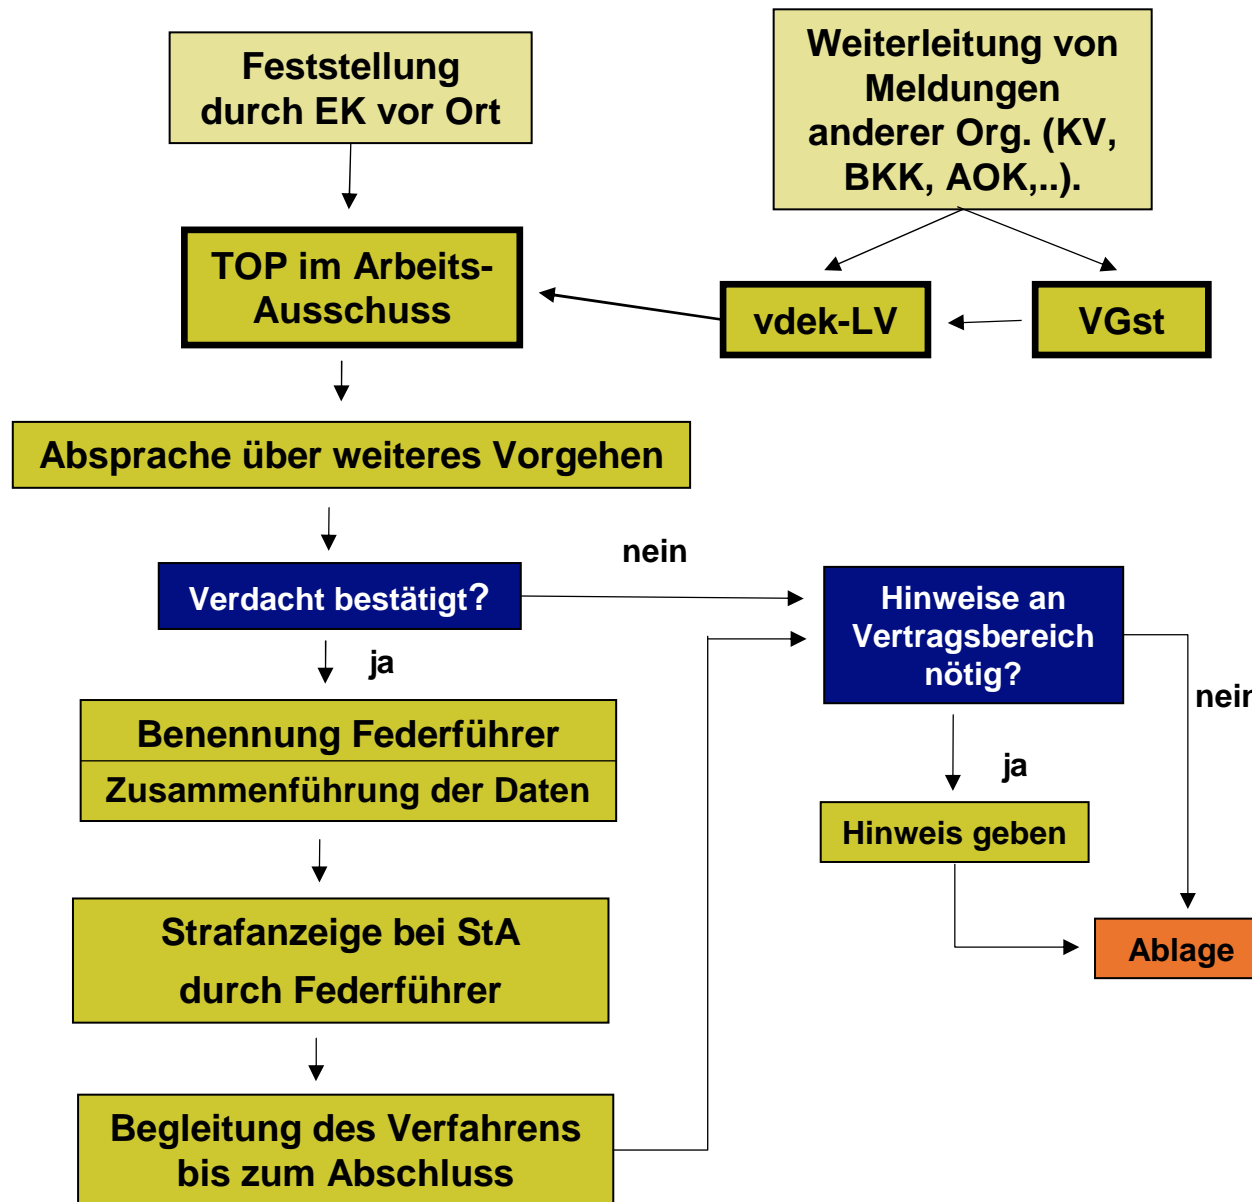 Feststellung
durch EK vor Ort
Weiterleitung von
Meldungen
anderer Org. (KV,
BKK, AOK,..).
TOP im Arbeits-
Ausschuss
vdek-LV
VGst
Absprache über weiteres Vorgehen
nein
Verdacht bestätigt?
Hinweise an
Vertragsbereich
nötig?
ja
nein
Benennung Federführer
Zusammenführung der Daten
ja
Hinweis geben
Strafanzeige bei StA
durch Federführer
Ablage
Begleitung des Verfahrens
bis zum Abschluss